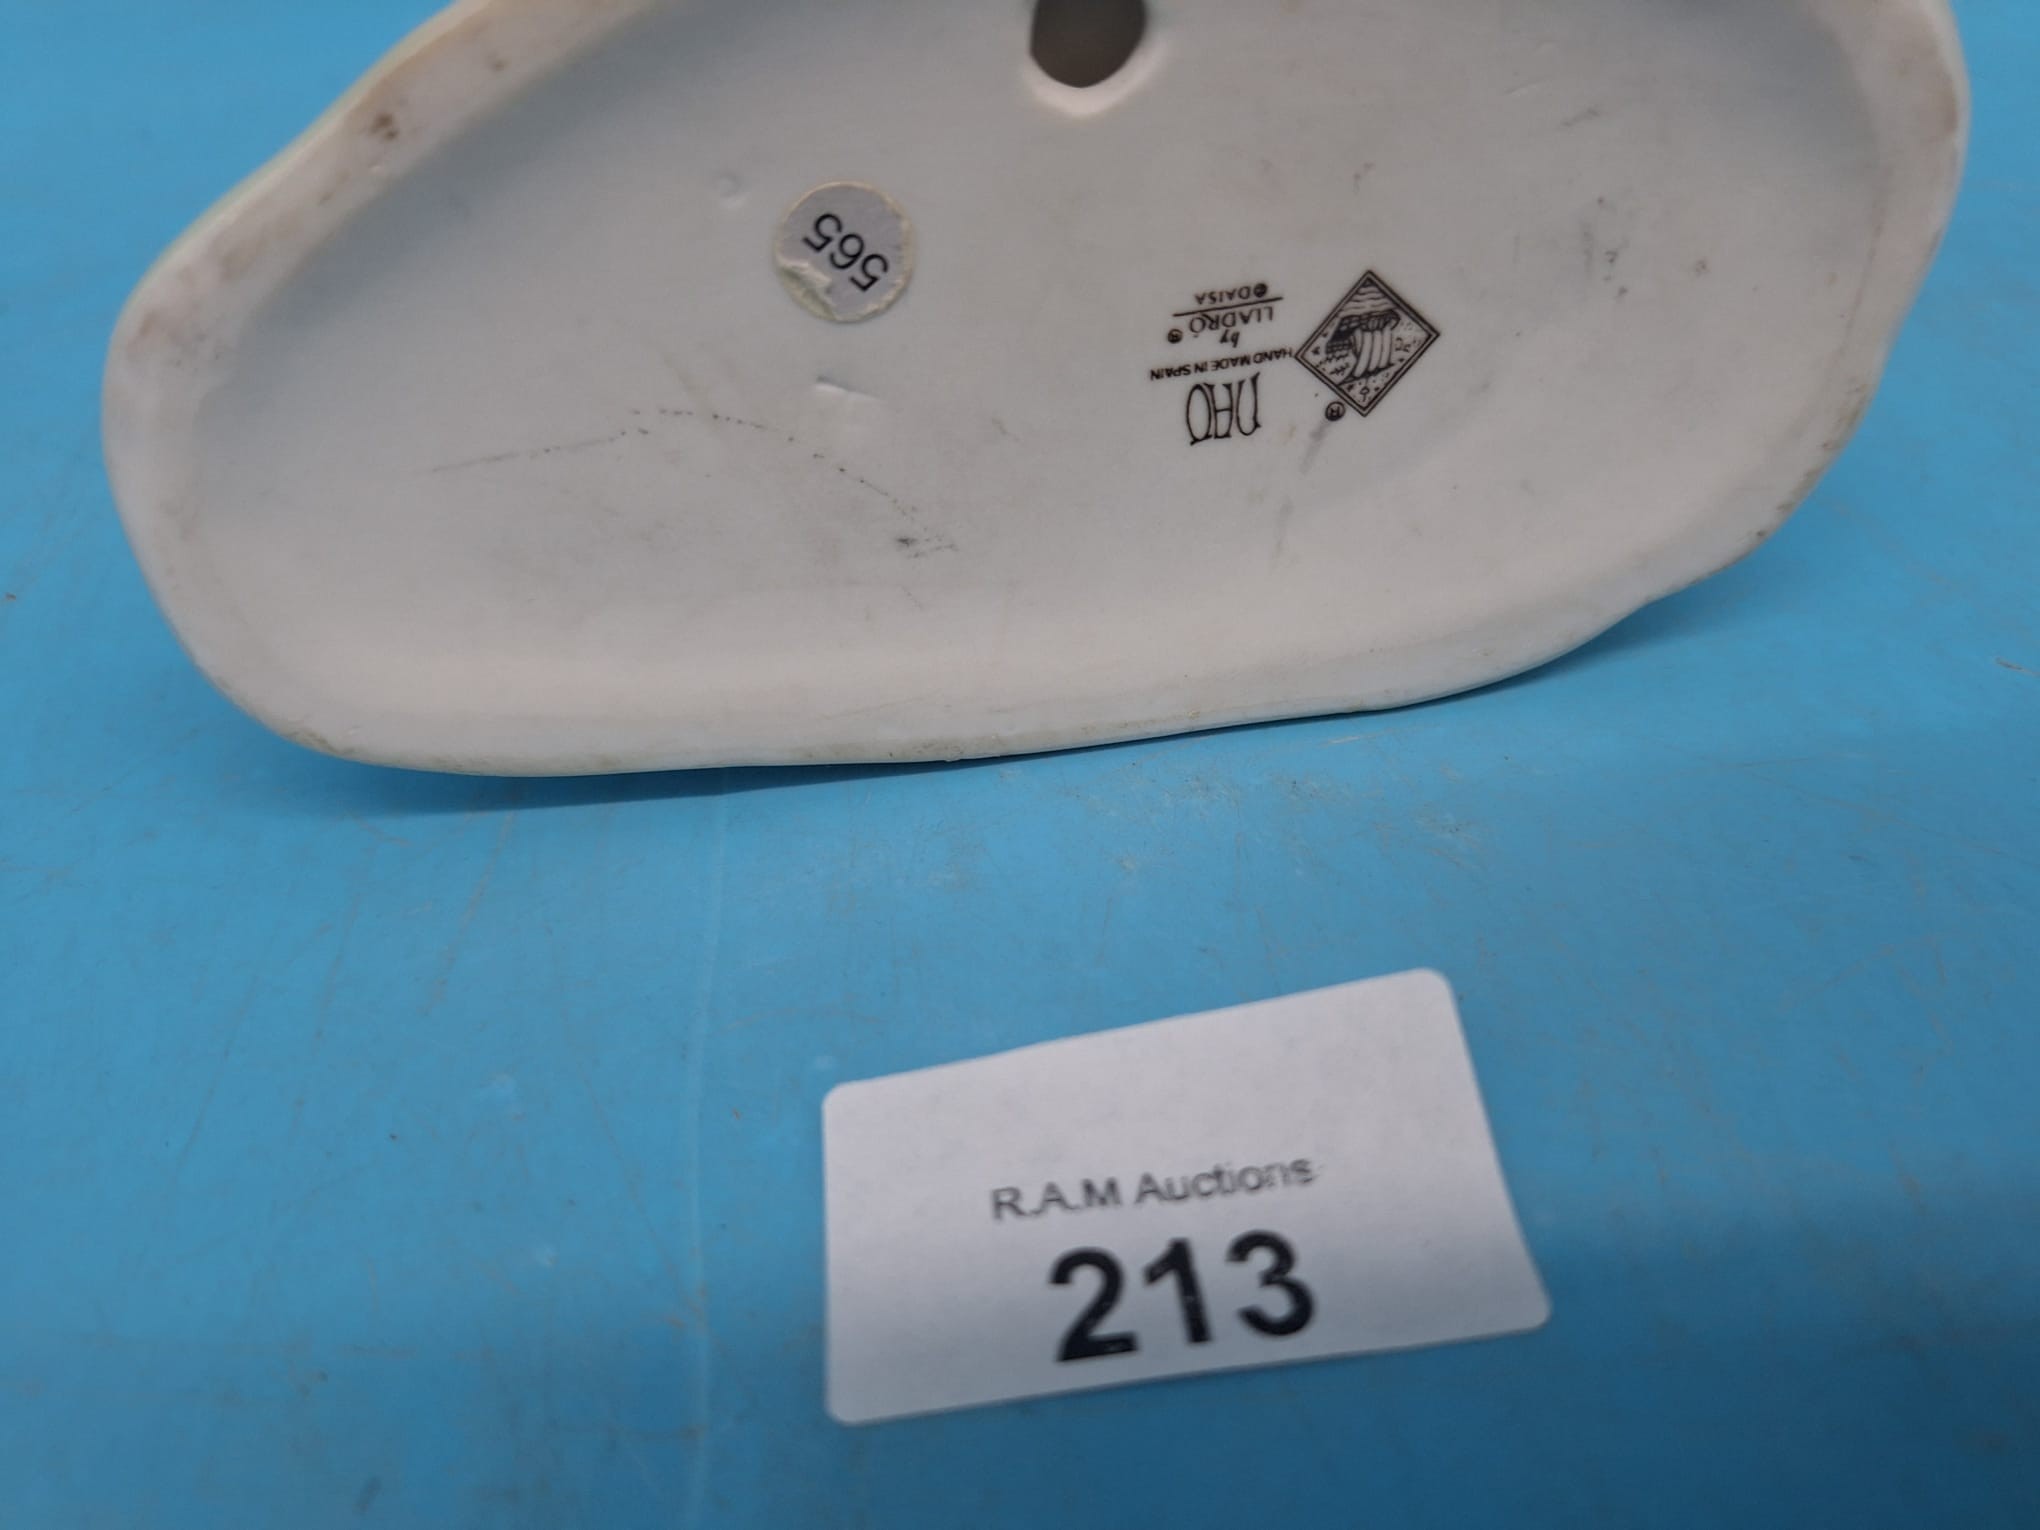 565
NAO
HAND MADE IN SPAIN
by
LLADRÓ ®
© DAISA
®
R.A.M Auctions
213